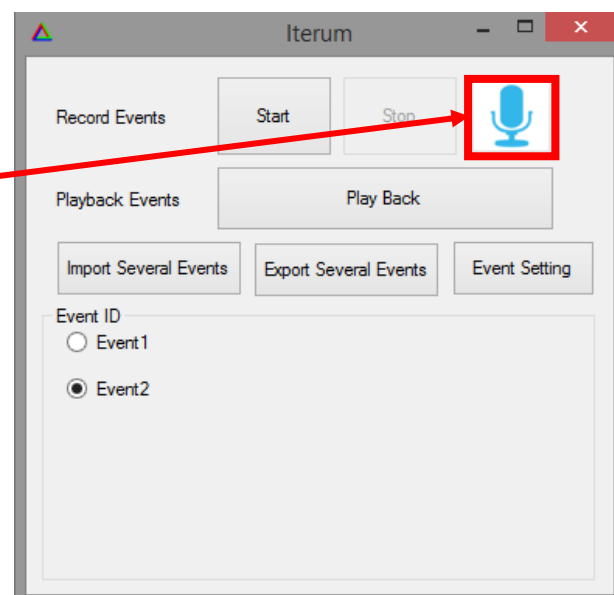 Iterum
Record Events Start Stop
Playback Events Play Back
Import Several Events Export Several Events Event Setting
Event ID
Event1
Event2